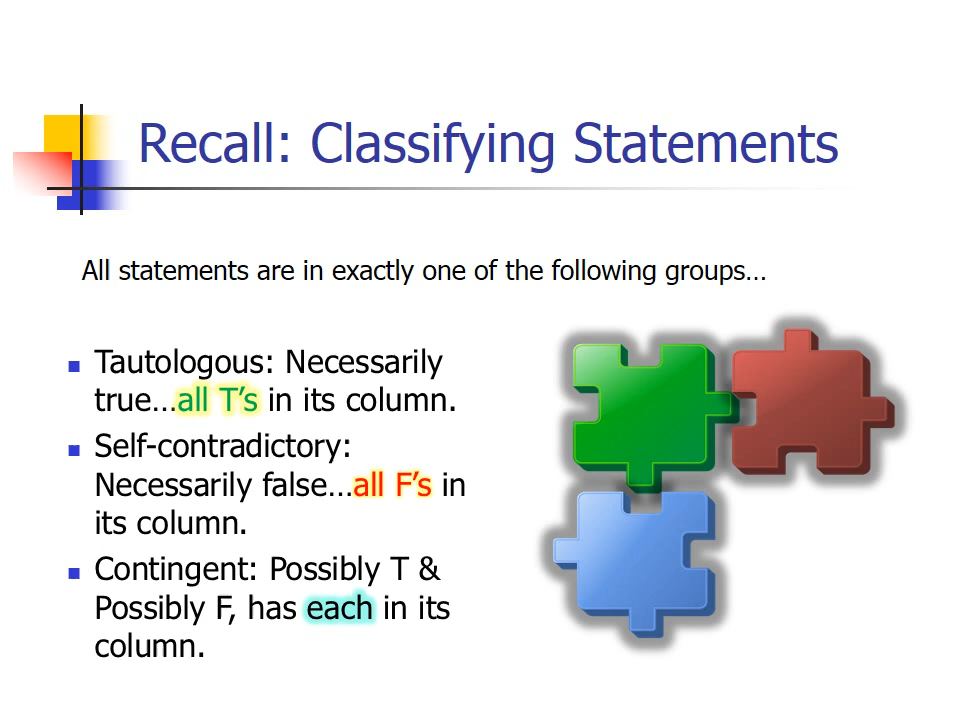 Recall: Classifying Statements
All statements are in exactly one of the following groups…
Tautologous: Necessarily
true…all T’s in its column.
Self-contradictory:
Necessarily false…all F’s in
its column.
Contingent: Possibly T &
Possibly F, has each in its
column.